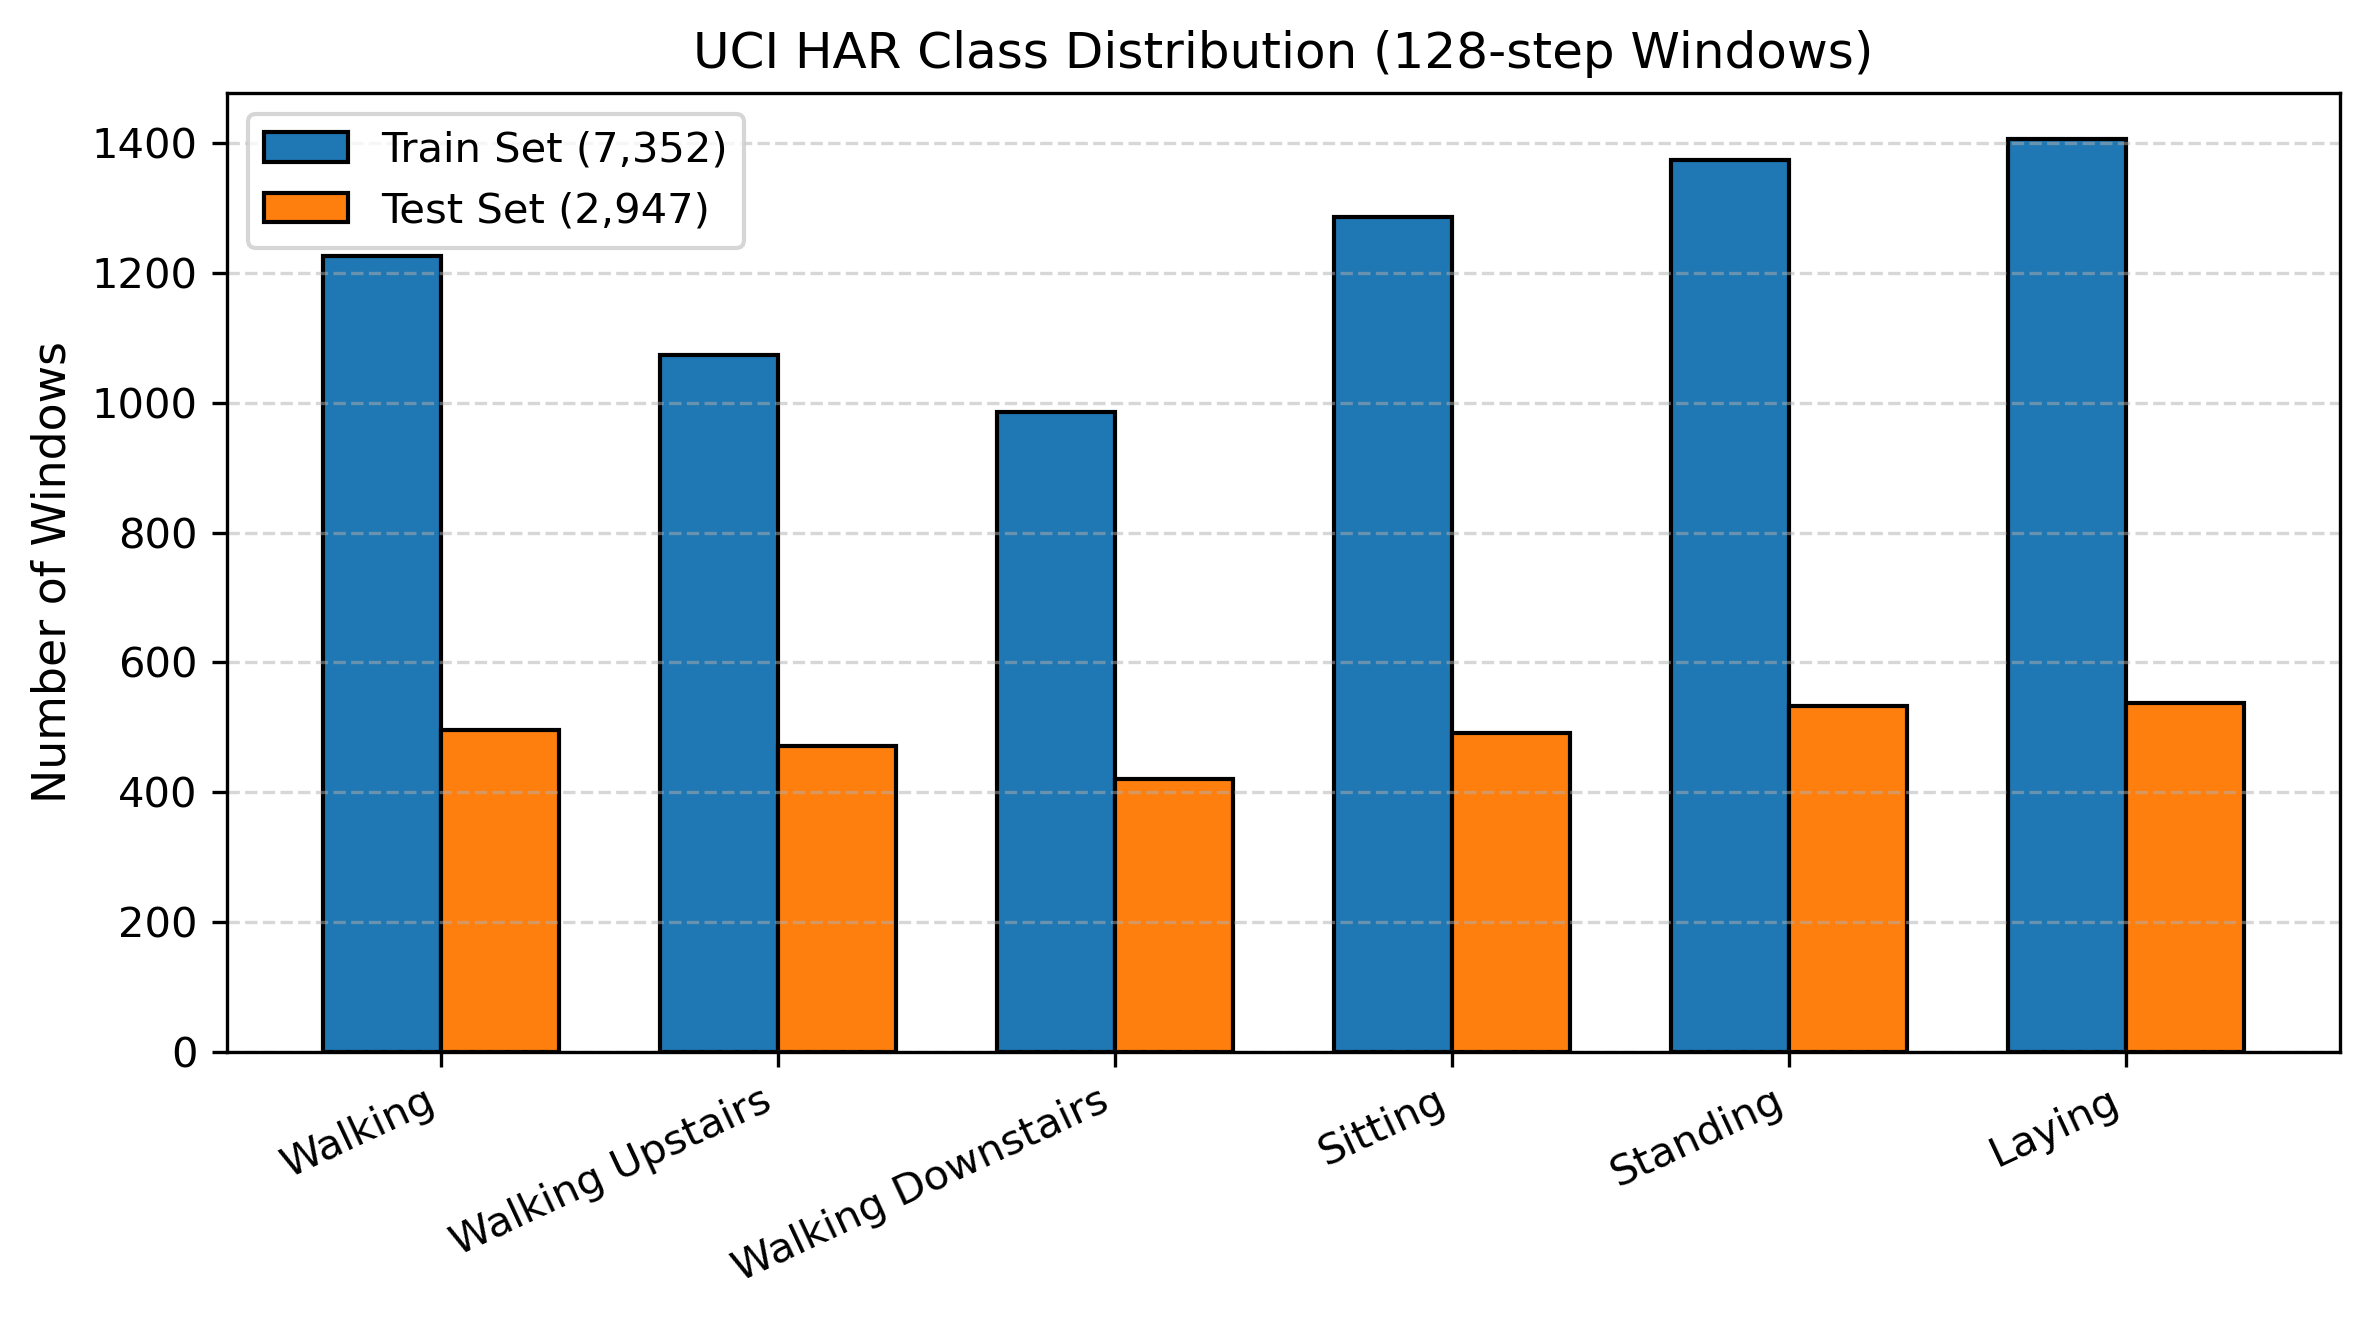 UCI HAR Class Distribution (128-step Windows)
Train Set (7,352)
Test Set (2,947)
Number of Windows
1400
1200
1000
800
600
400
200
0
Walking
Walking Upstairs
Walking Downstairs
Sitting
Standing
Laying